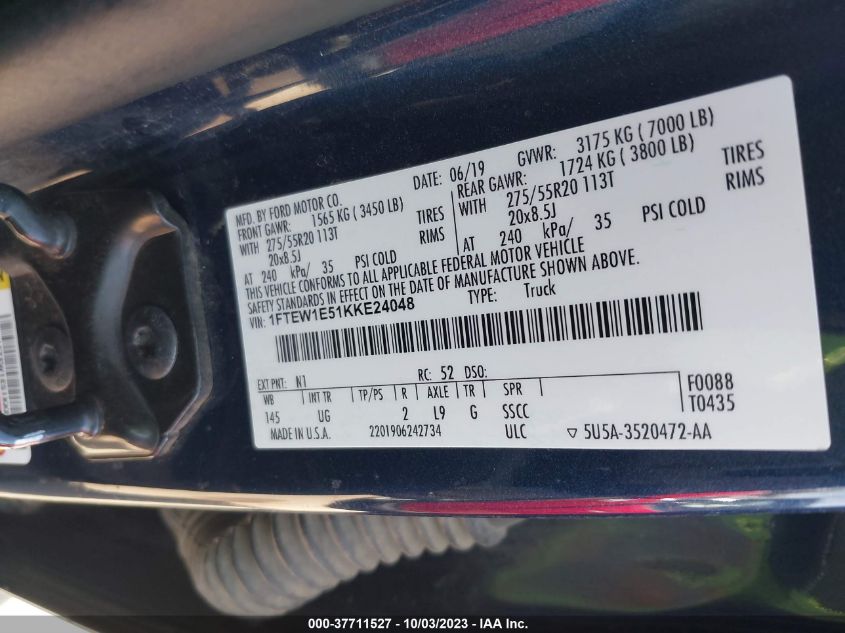 MFD. BY FORD MOTOR CO. DATE: 06/19 GVWR: 3175 KG ( 7000 LB)
FRONT GAWR: 1565 KG ( 3450 LB) REAR GAWR: 1724 KG ( 3800 LB)
WITH 275/55R20 113T TIRES WITH 275/55R20 113T TIRES
20x8.5J RIMS 20x8.5J RIMS
AT 240 kPa/ 35 PSI COLD AT 240 kPa/ 35 PSI COLD
THIS VEHICLE CONFORMS TO ALL APPLICABLE FEDERAL MOTOR VEHICLE
SAFETY STANDARDS IN EFFECT ON THE DATE OF MANUFACTURE SHOWN ABOVE.
VIN: 1FTEW1E51KKE24048 TYPE: Truck
EXT PNT: N1 RC: 52 DSO:
WB INT TR TP/PS R AXLE TR SPR F0088
145 UG 2 L9 G SSCC T0435
MADE IN U.S.A. 2201906242734 ULC ▽ 5U5A-3520472-AA
000-37711527 - 10/03/2023 - IAA Inc.